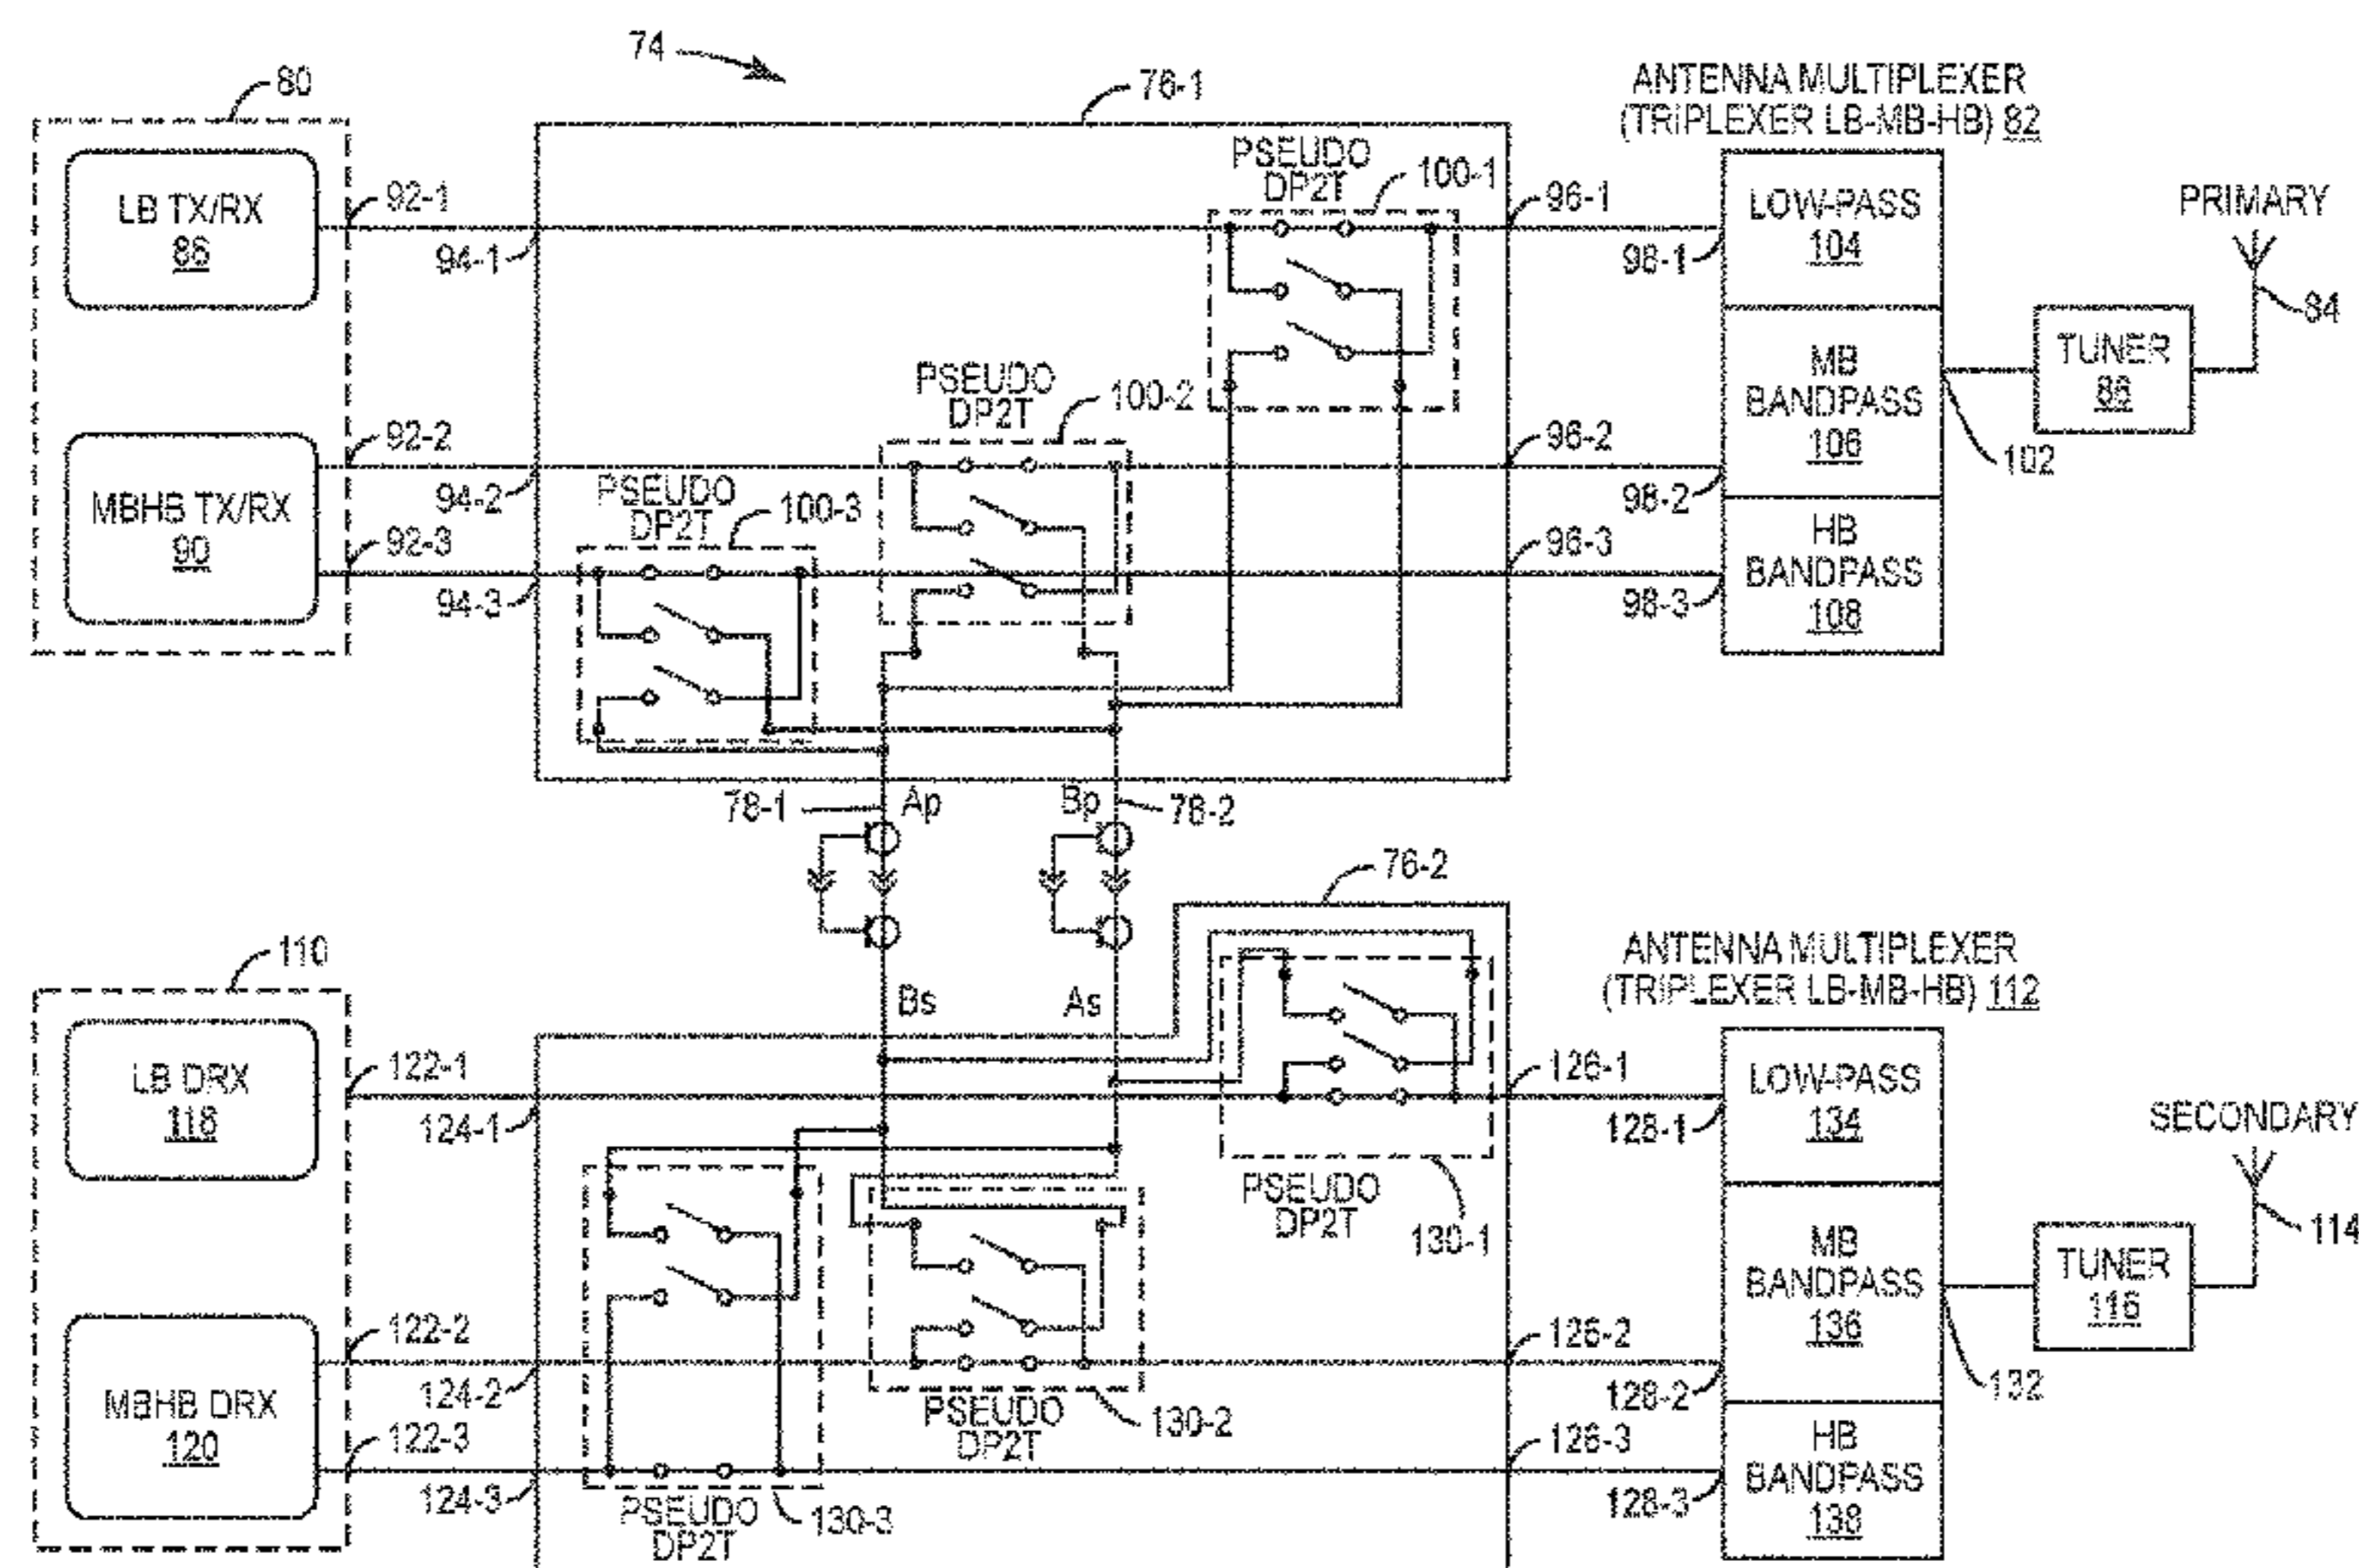 74
80
76-1
ANTENNA MULTIPLEXER
(TRIPLEXER LB-MB-HB) 82
PSEUDO
DP2T
100-1
LB TX/RX
86
92-1
94-1
96-1
98-1
LOW-PASS
104
PRIMARY
84
MB
BANDPASS
106
TUNER
86
102
PSEUDO
DP2T
100-2
92-2
94-2
96-2
98-2
MBHB TX/RX
90
PSEUDO
DP2T
100-3
92-3
94-3
96-3
98-3
HB
BANDPASS
108
78-1
Ap
Bp
78-2
76-2
110
ANTENNA MULTIPLEXER
(TRIPLEXER LB-MB-HB) 112
Bs
As
LB DRX
118
122-1
124-1
126-1
128-1
LOW-PASS
134
SECONDARY
114
PSEUDO
DP2T
130-1
MB
BANDPASS
136
TUNER
116
132
122-2
124-2
126-2
128-2
MBHB DRX
120
PSEUDO
DP2T
130-2
122-3
124-3
126-3
128-3
HB
BANDPASS
138
PSEUDO
DP2T
130-3